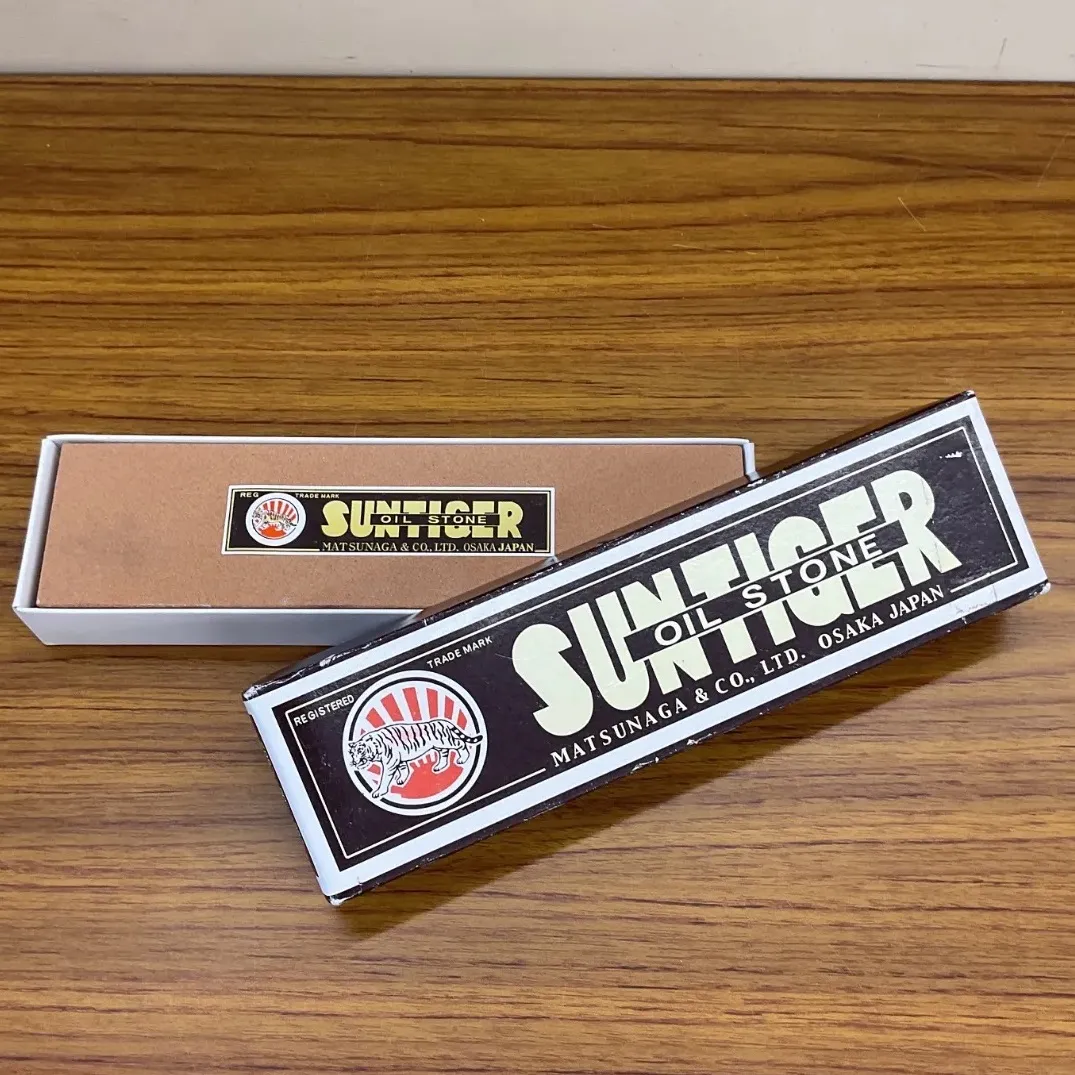 REG. TRADE MARK
SUNTIGER
OIL STONE
MATSUNAGA & CO., LTD. OSAKA JAPAN
REGISTERED TRADE MARK
SUNTIGER
OIL STONE
MATSUNAGA & CO., LTD. OSAKA JAPAN